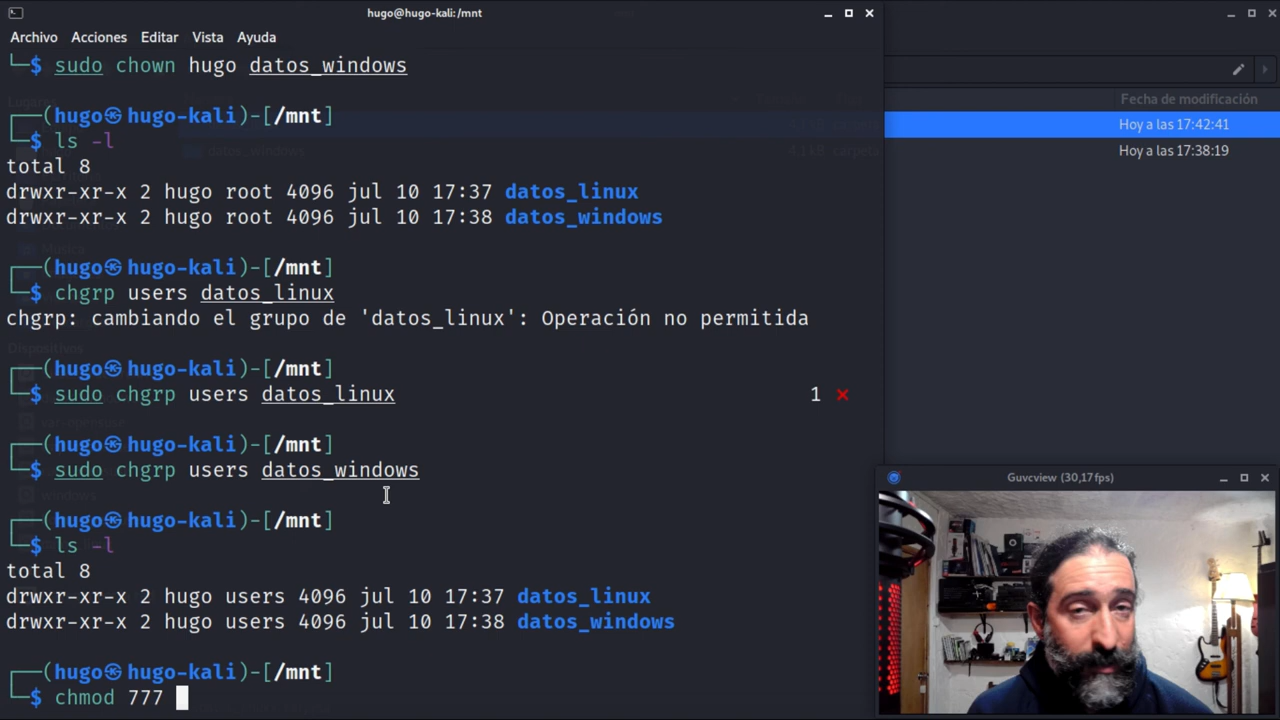 hugo@hugo-kali: /mnt
Archivo Acciones Editar Vista Ayuda
└─$ sudo chown hugo datos_windows
┌──(hugo㉿hugo-kali)-[/mnt]
└─$ ls -l
total 8
drwxr-xr-x 2 hugo root 4096 jul 10 17:37 datos_linux
drwxr-xr-x 2 hugo root 4096 jul 10 17:38 datos_windows
┌──(hugo㉿hugo-kali)-[/mnt]
└─$ chgrp users datos_linux
chgrp: cambiando el grupo de 'datos_linux': Operación no permitida
┌──(hugo㉿hugo-kali)-[/mnt]
└─$ sudo chgrp users datos_linux 1 ✗
┌──(hugo㉿hugo-kali)-[/mnt]
└─$ sudo chgrp users datos_windows
┌──(hugo㉿hugo-kali)-[/mnt]
└─$ ls -l
total 8
drwxr-xr-x 2 hugo users 4096 jul 10 17:37 datos_linux
drwxr-xr-x 2 hugo users 4096 jul 10 17:38 datos_windows
┌──(hugo㉿hugo-kali)-[/mnt]
└─$ chmod 777
Fecha de modificación
Hoy a las 17:42:41
Hoy a las 17:38:19
Guvcview (30,17 fps)